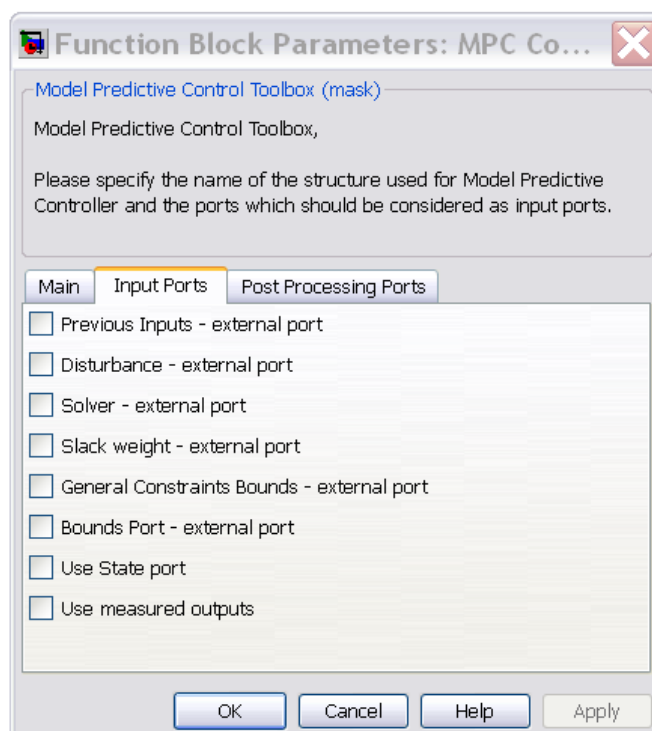 Function Block Parameters: MPC Co...
Model Predictive Control Toolbox (mask)
Model Predictive Control Toolbox,
Please specify the name of the structure used for Model Predictive
Controller and the ports which should be considered as input ports.
Main Input Ports Post Processing Ports
Previous Inputs - external port
Disturbance - external port
Solver - external port
Slack weight - external port
General Constraints Bounds - external port
Bounds Port - external port
Use State port
Use measured outputs
OK Cancel Help Apply